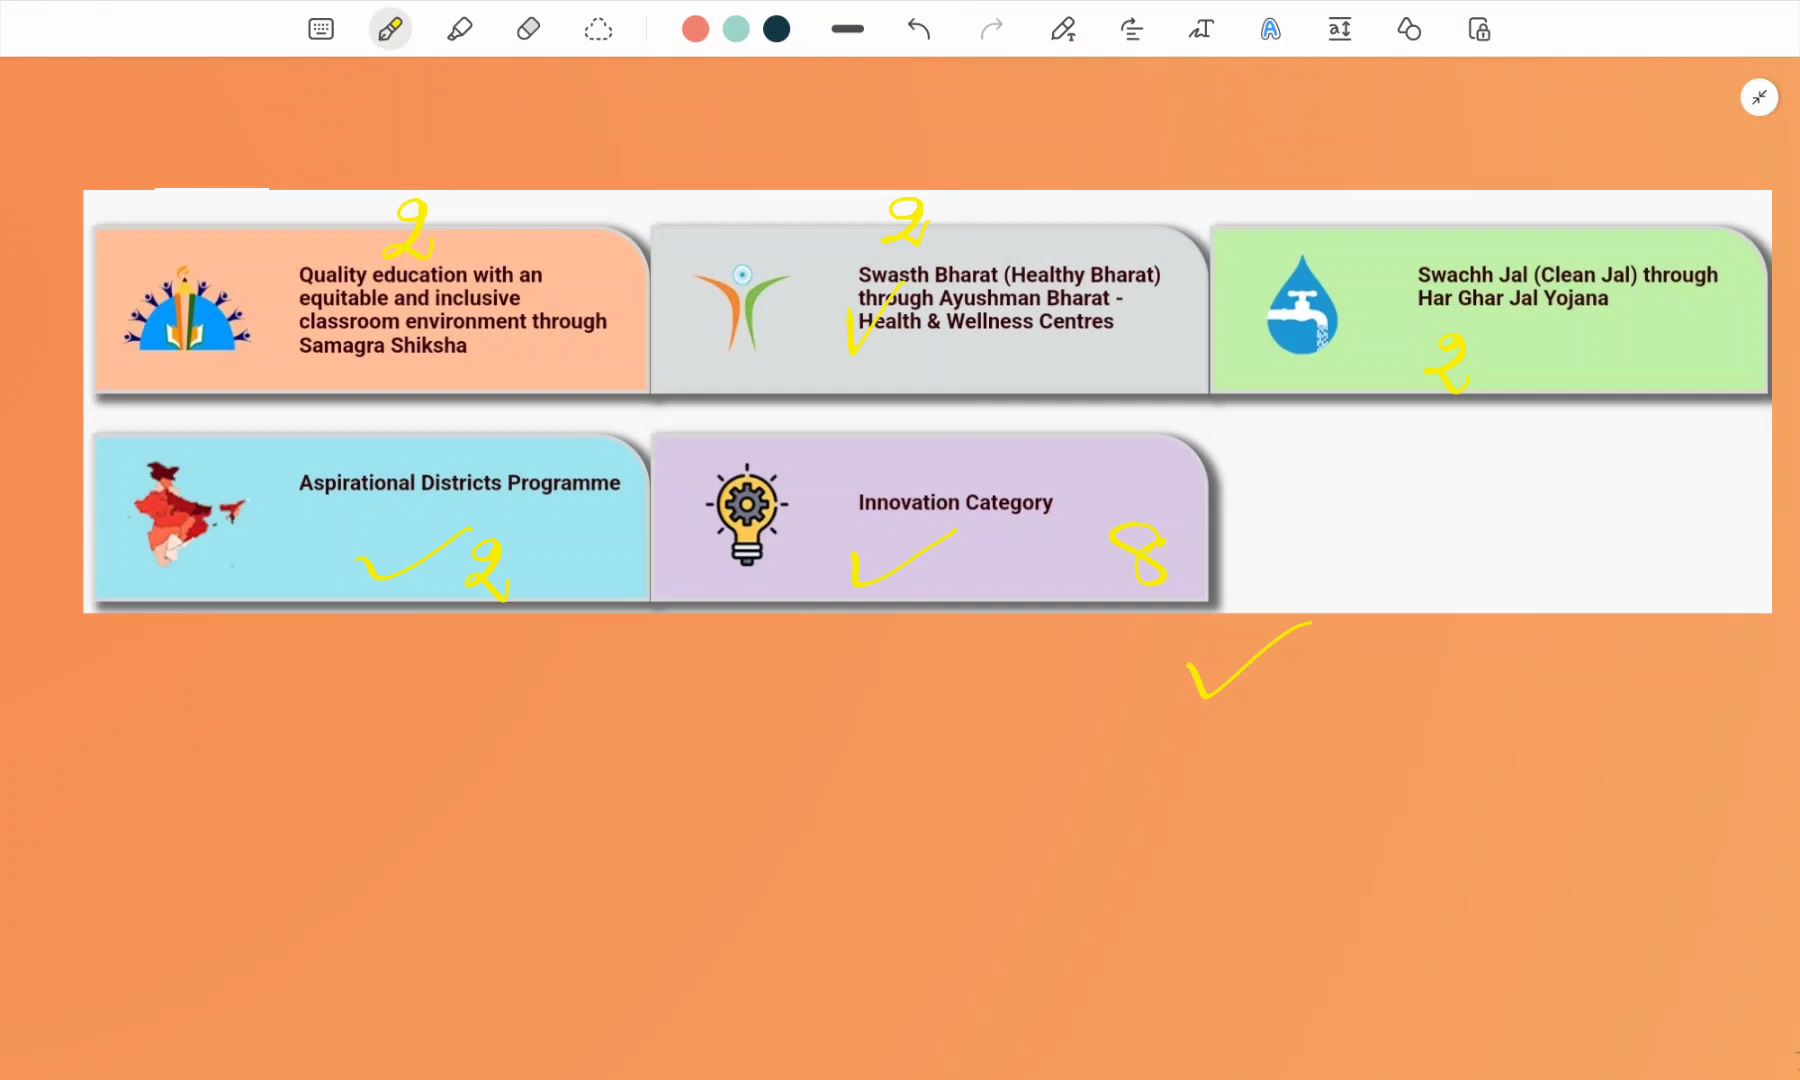 2
Quality education with an
equitable and inclusive
classroom environment through
Samagra Shiksha
2
Swasth Bharat (Healthy Bharat)
through Ayushman Bharat -
Health & Wellness Centres
Swachh Jal (Clean Jal) through
Har Ghar Jal Yojana
2
Aspirational Districts Programme
2
Innovation Category
8